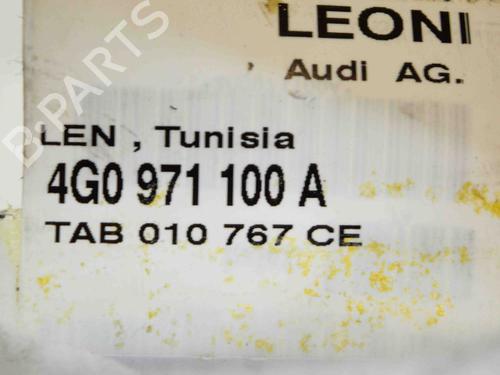 LEONI
, Audi AG.
LEN , Tunisia
4G0 971 100 A
TAB 010 767 CE
B-PARTS